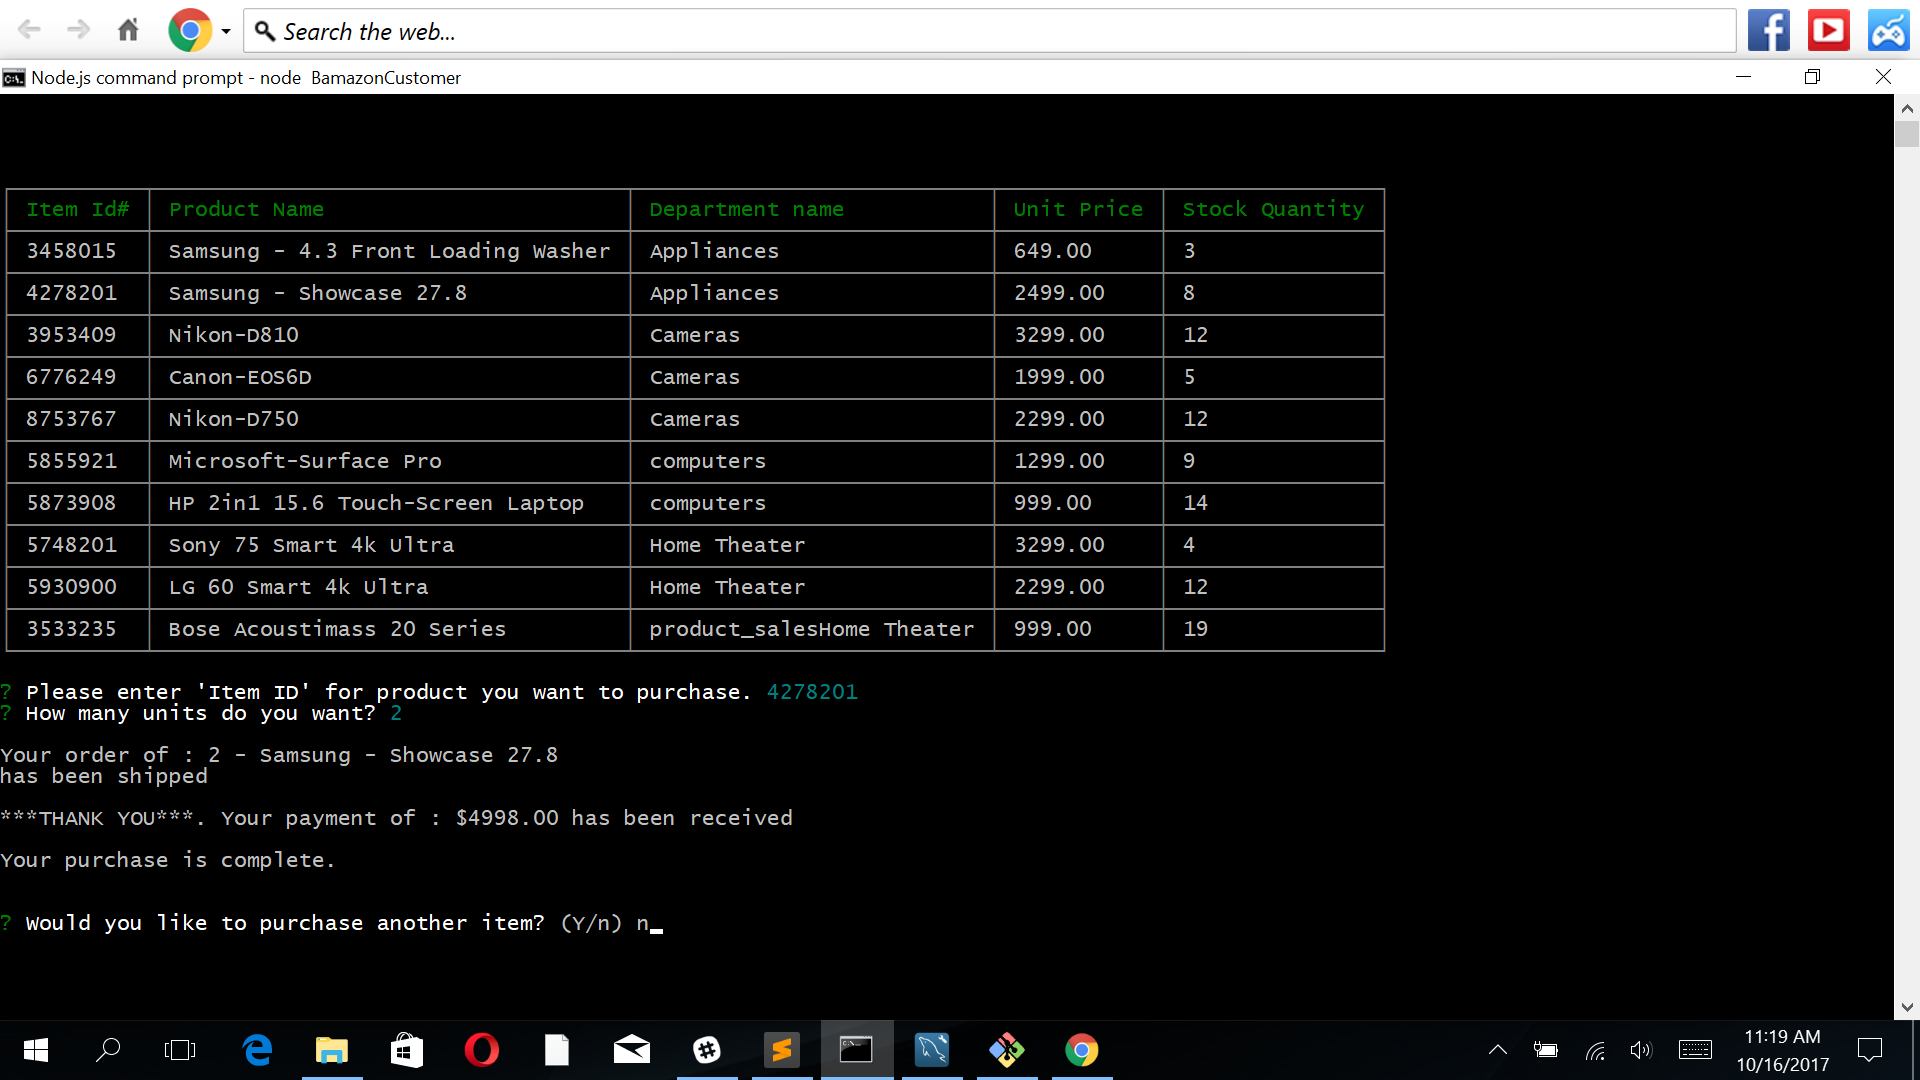 Search the web...
Node.js command prompt - node  BamazonCustomer
Item Id# Product Name Department name Unit Price Stock Quantity
3458015 Samsung - 4.3 Front Loading Washer Appliances 649.00 3
4278201 Samsung - Showcase 27.8 Appliances 2499.00 8
3953409 Nikon-D810 Cameras 3299.00 12
6776249 Canon-EOS6D Cameras 1999.00 5
8753767 Nikon-D750 Cameras 2299.00 12
5855921 Microsoft-Surface Pro computers 1299.00 9
5873908 HP 2in1 15.6 Touch-Screen Laptop computers 999.00 14
5748201 Sony 75 Smart 4k Ultra Home Theater 3299.00 4
5930900 LG 60 Smart 4k Ultra Home Theater 2299.00 12
3533235 Bose Acoustimass 20 Series product_salesHome Theater 999.00 19
? Please enter 'Item ID' for product you want to purchase. 4278201
? How many units do you want? 2
Your order of : 2 - Samsung - Showcase 27.8
has been shipped
***THANK YOU***. Your payment of : $4998.00 has been received
Your purchase is complete.
? Would you like to purchase another item? (Y/n) n
11:19 AM
10/16/2017